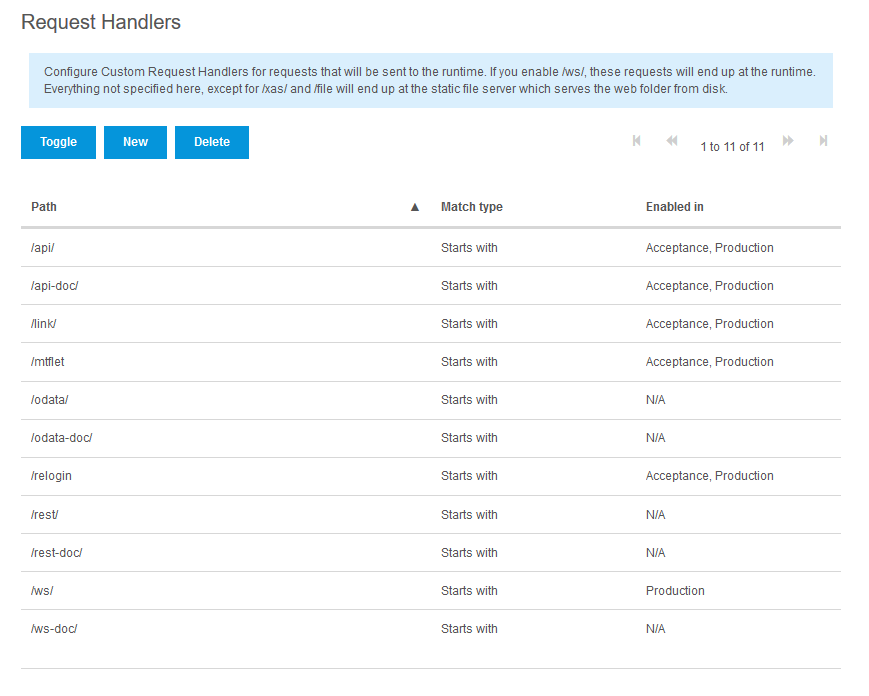 Request Handlers
Configure Custom Request Handlers for requests that will be sent to the runtime. If you enable /ws/, these requests will end up at the runtime.
Everything not specified here, except for /xas/ and /file will end up at the static file server which serves the web folder from disk.
Toggle New Delete 1 to 11 of 11
Path ▲ Match type Enabled in
/api/ Starts with Acceptance, Production
/api-doc/ Starts with Acceptance, Production
/link/ Starts with Acceptance, Production
/mtflet Starts with Acceptance, Production
/odata/ Starts with N/A
/odata-doc/ Starts with N/A
/relogin Starts with Acceptance, Production
/rest/ Starts with N/A
/rest-doc/ Starts with N/A
/ws/ Starts with Production
/ws-doc/ Starts with N/A